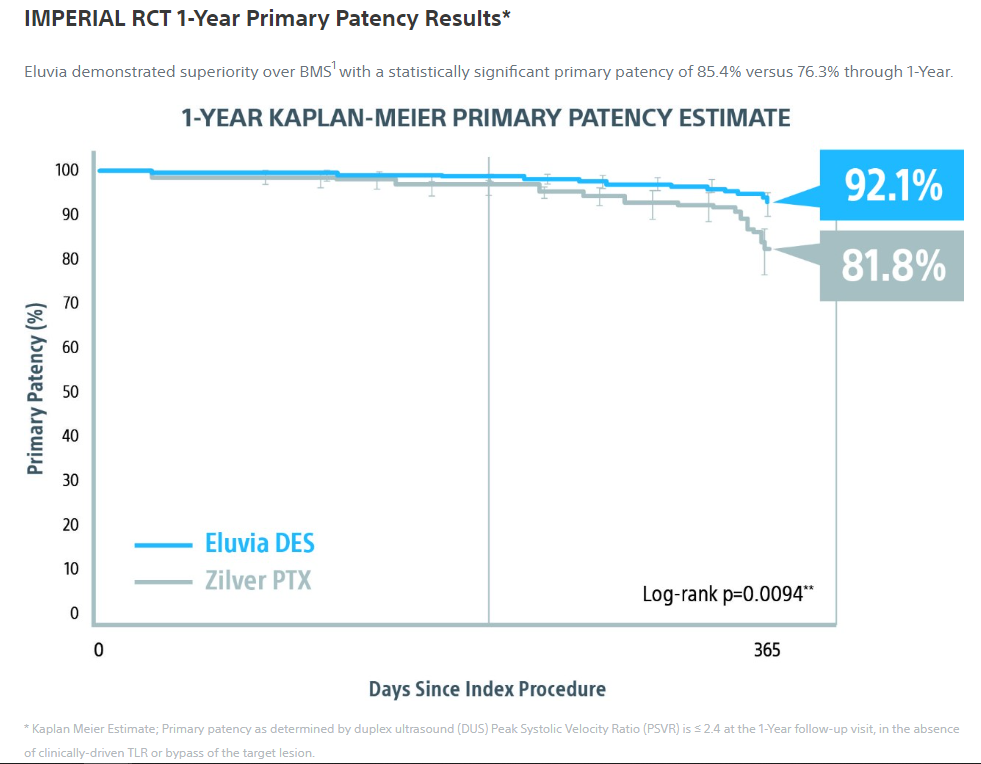 IMPERIAL RCT 1-Year Primary Patency Results*
Eluvia demonstrated superiority over BMS¹ with a statistically significant primary patency of 85.4% versus 76.3% through 1-Year.
1-YEAR KAPLAN-MEIER PRIMARY PATENCY ESTIMATE
100
90
80
70
60
50
40
30
20
10
0
Primary Patency (%)
92.1%
81.8%
Eluvia DES
Zilver PTX
Log-rank p=0.0094**
0
365
Days Since Index Procedure
* Kaplan Meier Estimate; Primary patency as determined by duplex ultrasound (DUS) Peak Systolic Velocity Ratio (PSVR) is ≤ 2.4 at the 1-Year follow-up visit, in the absence
of clinically-driven TLR or bypass of the target lesion.